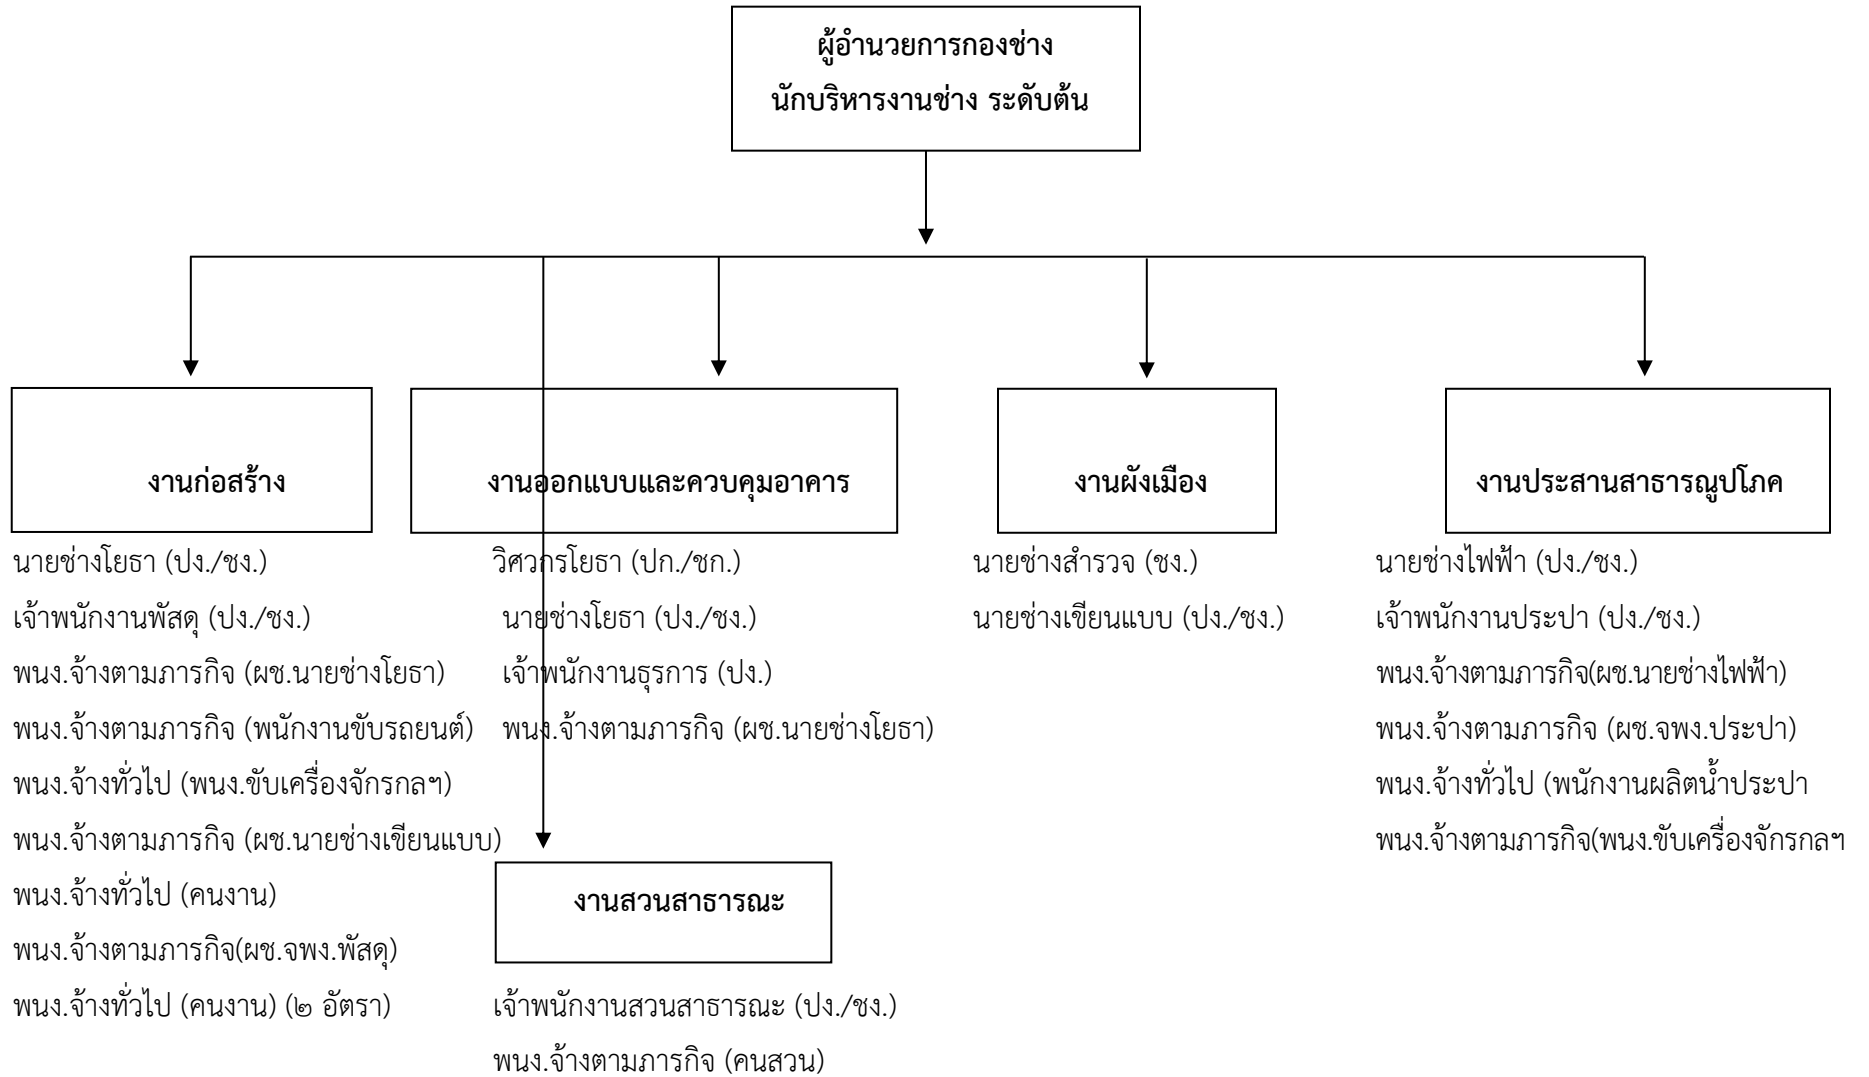 ผู้อำนวยการกองช่าง
นักบริหารงานช่าง ระดับต้น
งานก่อสร้าง
นายช่างโยธา (ปง./ชง.)
เจ้าพนักงานพัสดุ (ปง./ชง.)
พนง.จ้างตามภารกิจ (ผช.นายช่างโยธา)
พนง.จ้างตามภารกิจ (พนักงานขับรถยนต์)
พนง.จ้างทั่วไป (พนง.ขับเครื่องจักรกลฯ)
พนง.จ้างตามภารกิจ (ผช.นายช่างเขียนแบบ)
พนง.จ้างทั่วไป (คนงาน)
พนง.จ้างตามภารกิจ(ผช.จพง.พัสดุ)
พนง.จ้างทั่วไป (คนงาน) (๒ อัตรา)
งานออกแบบและควบคุมอาคาร
วิศวกรโยธา (ปก./ชก.)
นายช่างโยธา (ปง./ชง.)
เจ้าพนักงานธุรการ (ปง.)
พนง.จ้างตามภารกิจ (ผช.นายช่างโยธา)
งานสวนสาธารณะ
เจ้าพนักงานสวนสาธารณะ (ปง./ชง.)
พนง.จ้างตามภารกิจ (คนสวน)
งานผังเมือง
นายช่างสำรวจ (ชง.)
นายช่างเขียนแบบ (ปง./ชง.)
งานประสานสาธารณูปโภค
นายช่างไฟฟ้า (ปง./ชง.)
เจ้าพนักงานประปา (ปง./ชง.)
พนง.จ้างตามภารกิจ(ผช.นายช่างไฟฟ้า)
พนง.จ้างตามภารกิจ (ผช.จพง.ประปา)
พนง.จ้างทั่วไป (พนักงานผลิตน้ำประปา
พนง.จ้างตามภารกิจ(พนง.ขับเครื่องจักรกลฯ